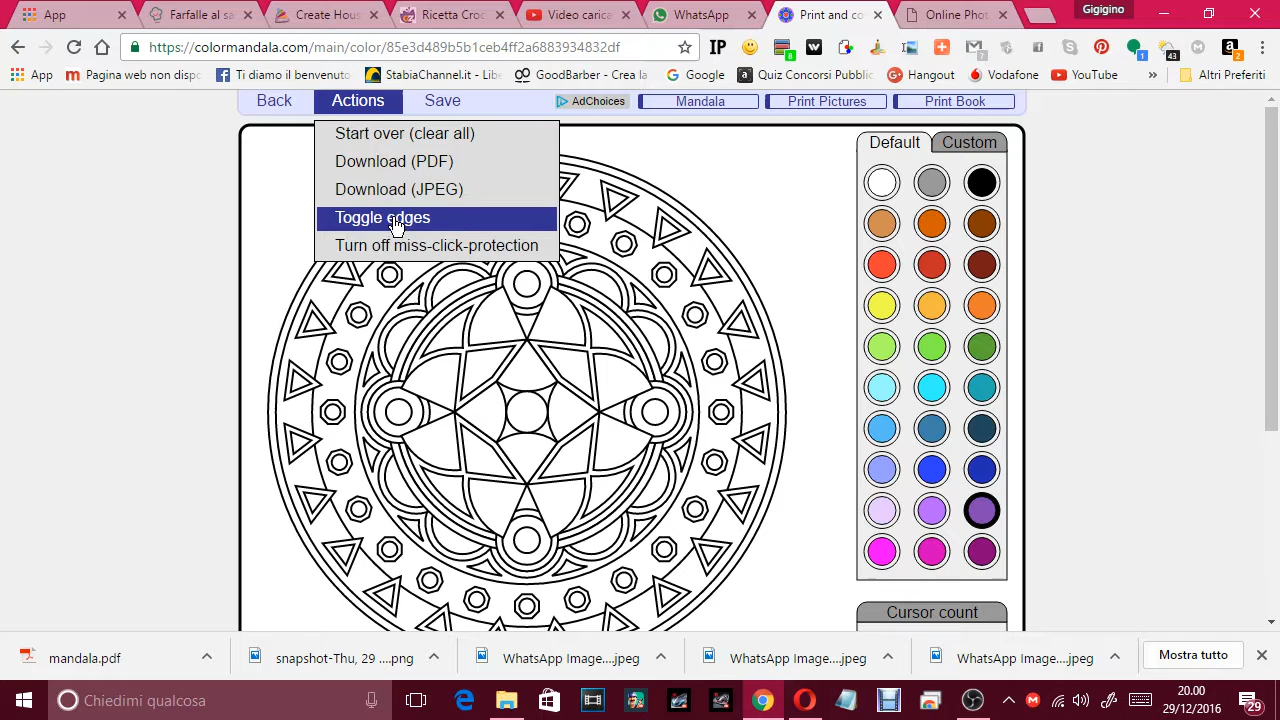 App
Farfalle al sa
Create Hous
Ricetta Croc
Video carica
WhatsApp
Print and co
Online Phot
Gigigino
https://colormandala.com/main/color/85e3d489b5b1ceb4ff2a6883934832df
App
Pagina web non dispo
Ti diamo il benvenuto
StabiaChannel.it - Libe
GoodBarber - Crea la
Google
Quiz Concorsi Pubblic
Hangout
Vodafone
YouTube
»
Altri Preferiti
Back
Actions
Save
AdChoices
Mandala
Print Pictures
Print Book
Start over (clear all)
Download (PDF)
Download (JPEG)
Toggle edges
Turn off miss-click-protection
Default
Custom
Cursor count
mandala.pdf
snapshot-Thu, 29 ....png
WhatsApp Image....jpeg
WhatsApp Image....jpeg
WhatsApp Image....jpeg
Mostra tutto
Chiedimi qualcosa
20.00
29/12/2016
29